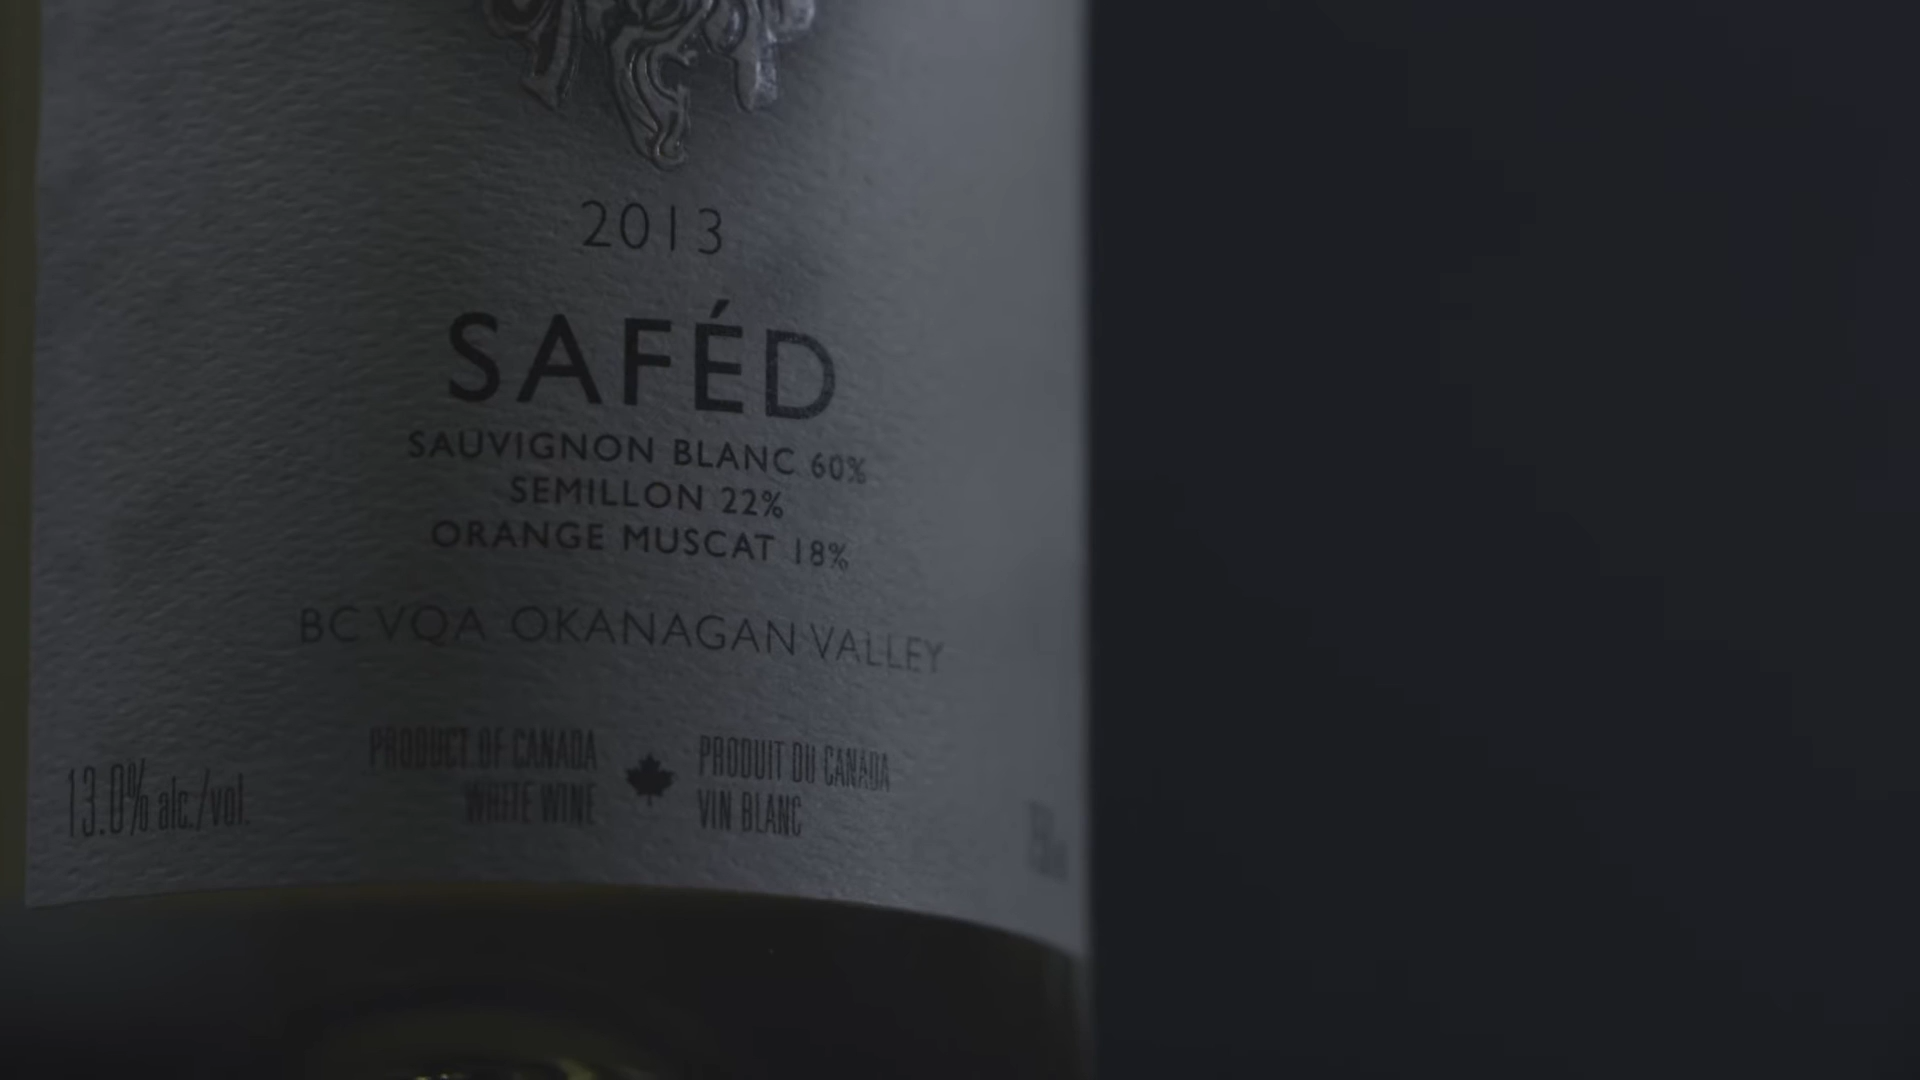 2013
SAFÉD
SAUVIGNON BLANC 60%
SEMILLON 22%
ORANGE MUSCAT 18%
BC VQA OKANAGAN VALLEY
PRODUCT OF CANADA
WHITE WINE
PRODUIT DU CANADA
VIN BLANC
13.0% alc./vol.